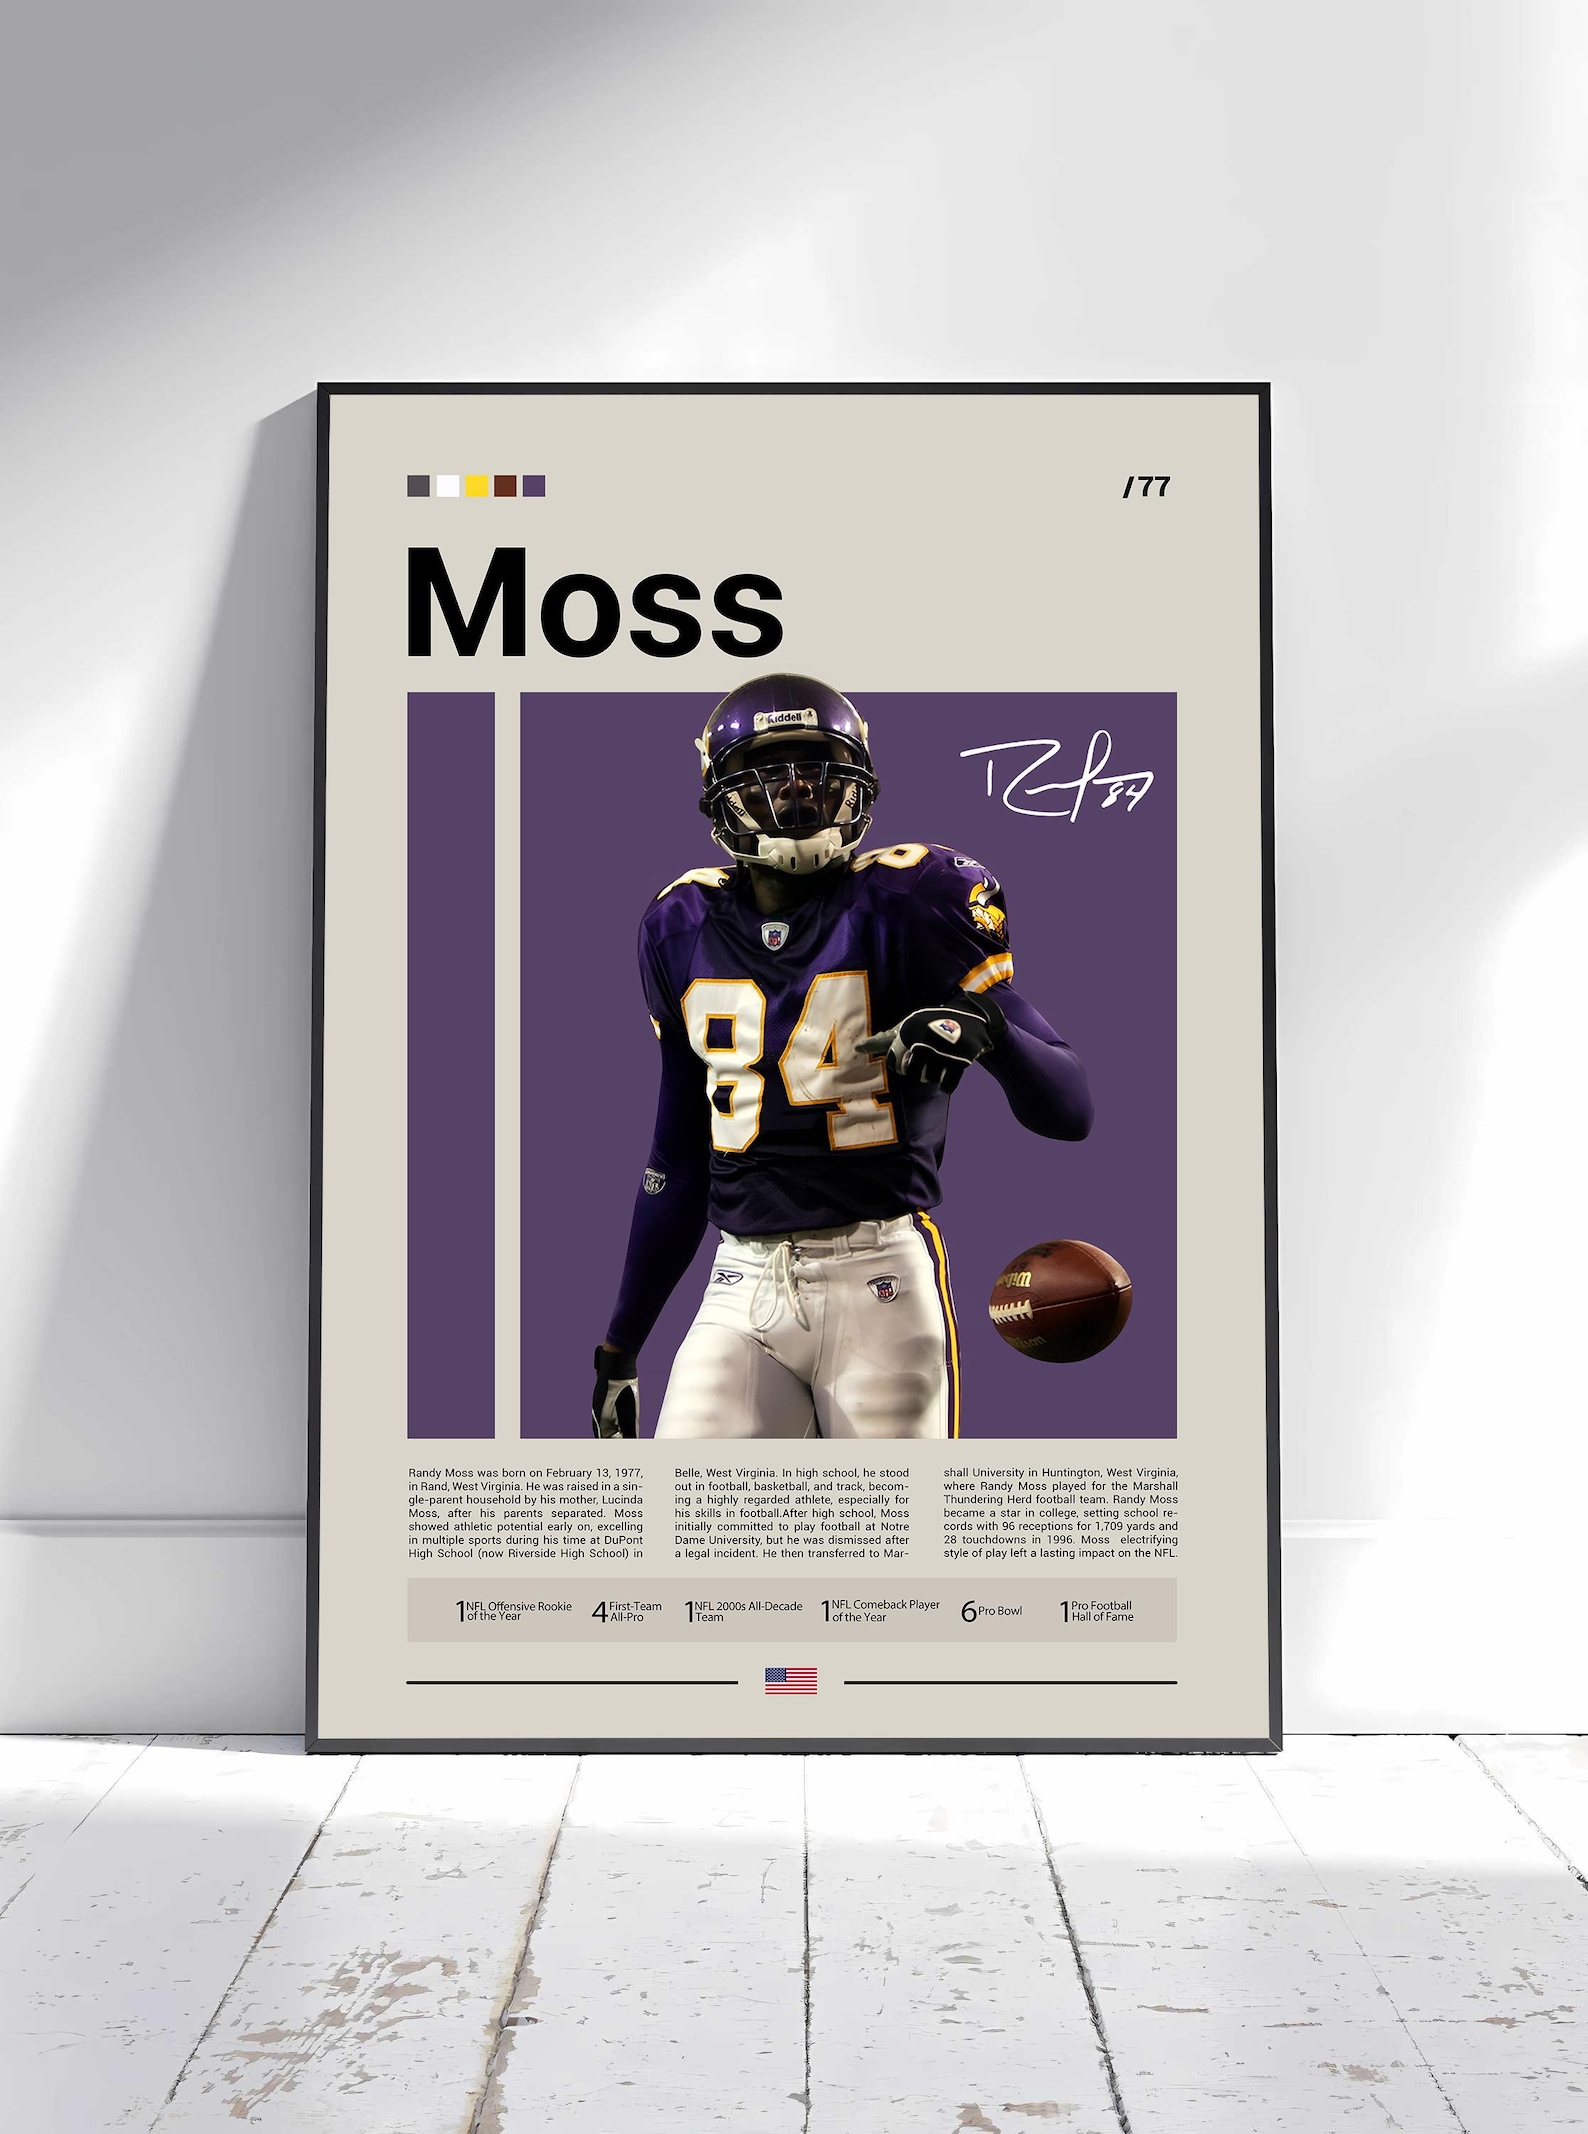 /77
Moss
Riddell
84
84
Wilson
Randy Moss was born on February 13, 1977,
in Rand, West Virginia. He was raised in a sin-
gle-parent household by his mother, Lucinda
Moss, after his parents separated. Moss
showed athletic potential early on, excelling
in multiple sports during his time at DuPont
High School (now Riverside High School) in
Belle, West Virginia. In high school, he stood
out in football, basketball, and track, becom-
ing a highly regarded athlete, especially for
his skills in football.After high school, Moss
initially committed to play football at Notre
Dame University, but he was dismissed after
a legal incident. He then transferred to Mar-
shall University in Huntington, West Virginia,
where Randy Moss played for the Marshall
Thundering Herd football team. Randy Moss
became a star in college, setting school re-
cords with 96 receptions for 1,709 yards and
28 touchdowns in 1996. Moss electrifying
style of play left a lasting impact on the NFL.
1 NFL Offensive Rookie
of the Year
4 First-Team
All-Pro
1 NFL 2000s All-Decade
Team
1 NFL Comeback Player
of the Year
6 Pro Bowl
1 Pro Football
Hall of Fame